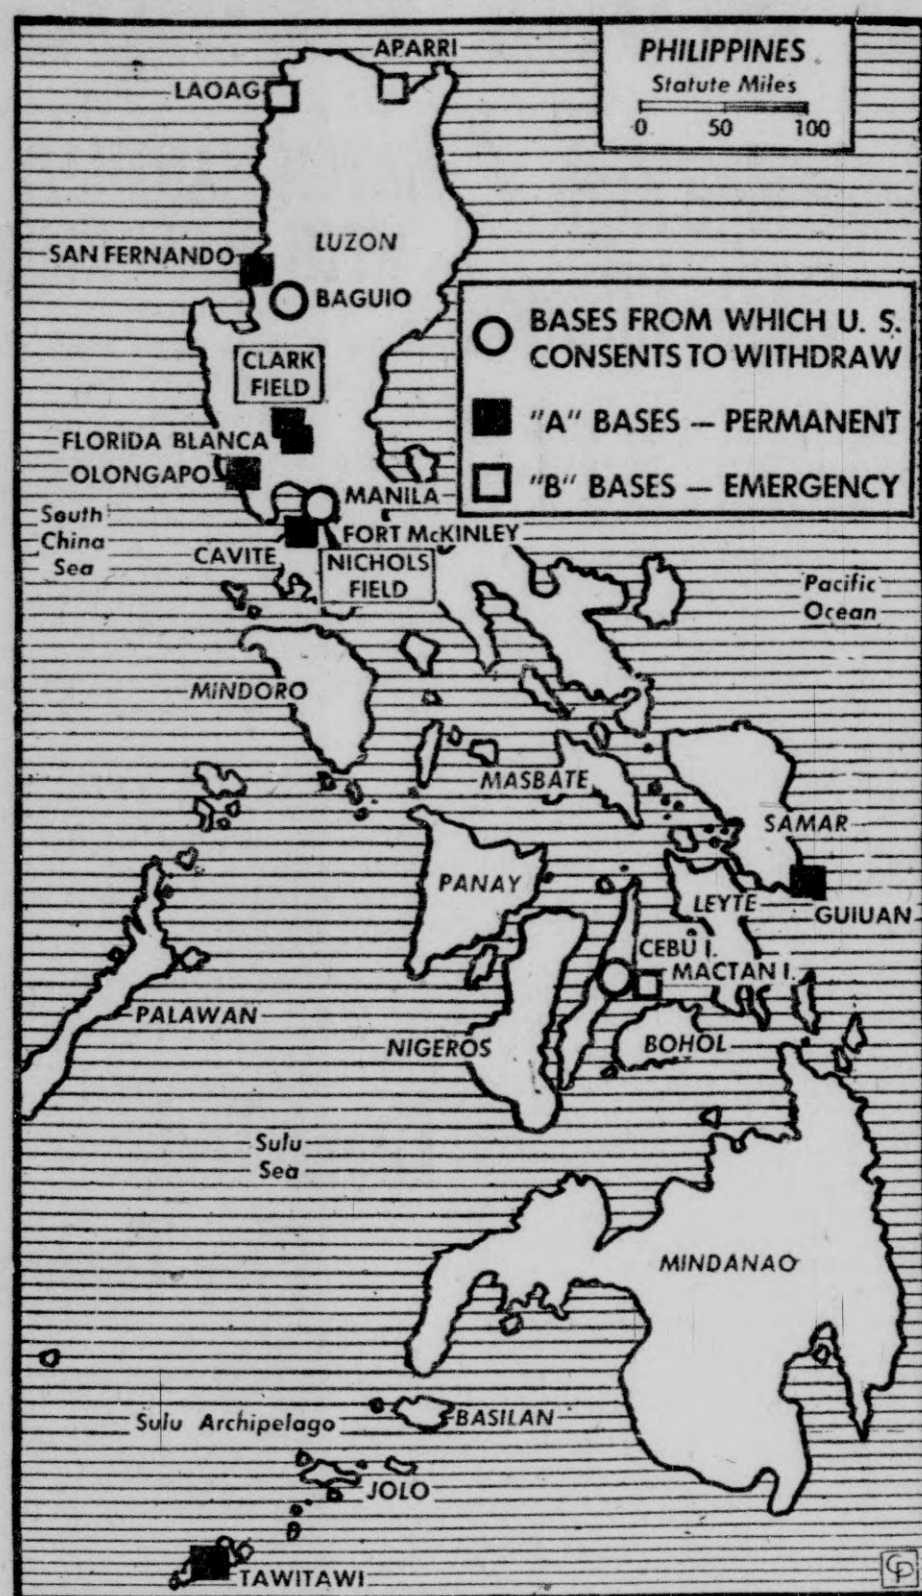 PHILIPPINES
Statute Miles
0 50 100
APARRI
LAOAG
LUZON
SAN FERNANDO
BAGUIO
BASES FROM WHICH U. S.
CONSENTS TO WITHDRAW
"A" BASES — PERMANENT
"B" BASES — EMERGENCY
CLARK
FIELD
FLORIDA BLANCA
OLONGAPO
MANILA
South
China
Sea
FORT McKINLEY
CAVITE
NICHOLS
FIELD
Pacific
Ocean
MINDORO
MASBATE
SAMAR
PANAY
LEYTE
GUIUAN
CEBU I.
MACTAN I.
PALAWAN
NIGEROS
BOHOL
Sulu
Sea
MINDANAO
Sulu Archipelago
BASILAN
JOLO
TAWITAWI
CP